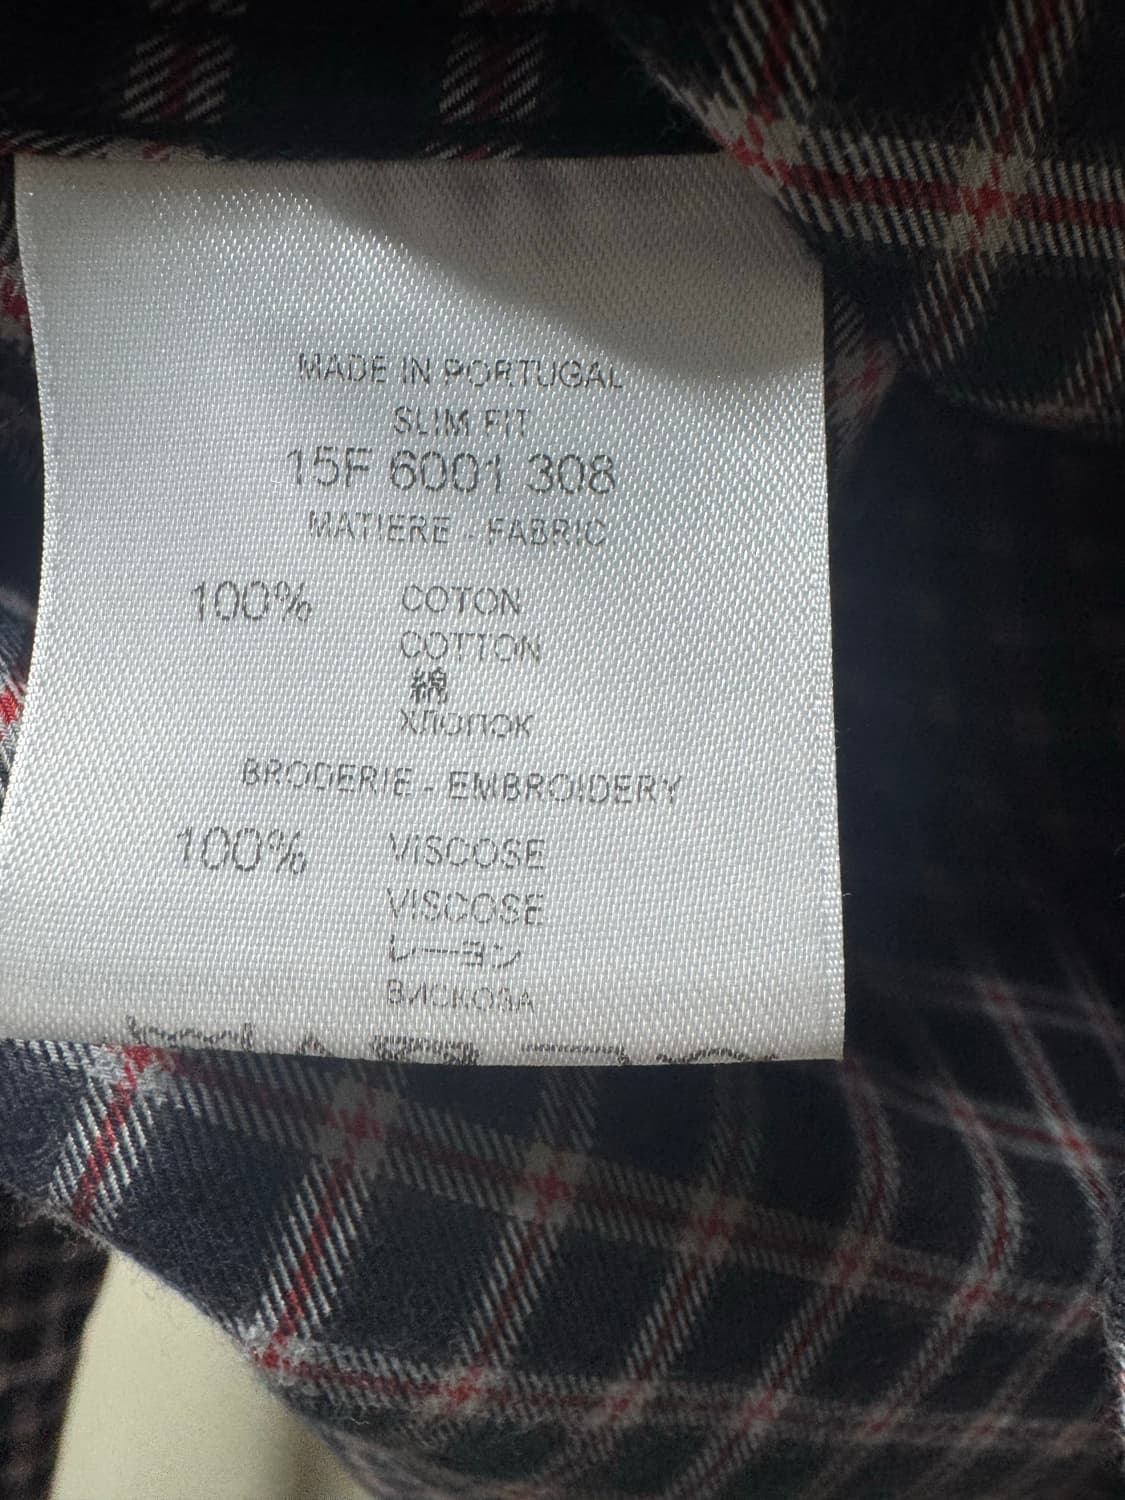 MADE IN PORTUGAL
SLIM FIT
15F 6001 308
MATIERE - FABRIC
100% COTON
COTTON
綿
ХЛОПОК
BRODERIE - EMBROIDERY
100% VISCOSE
VISCOSE
レーヨン
ВИСКОЗА